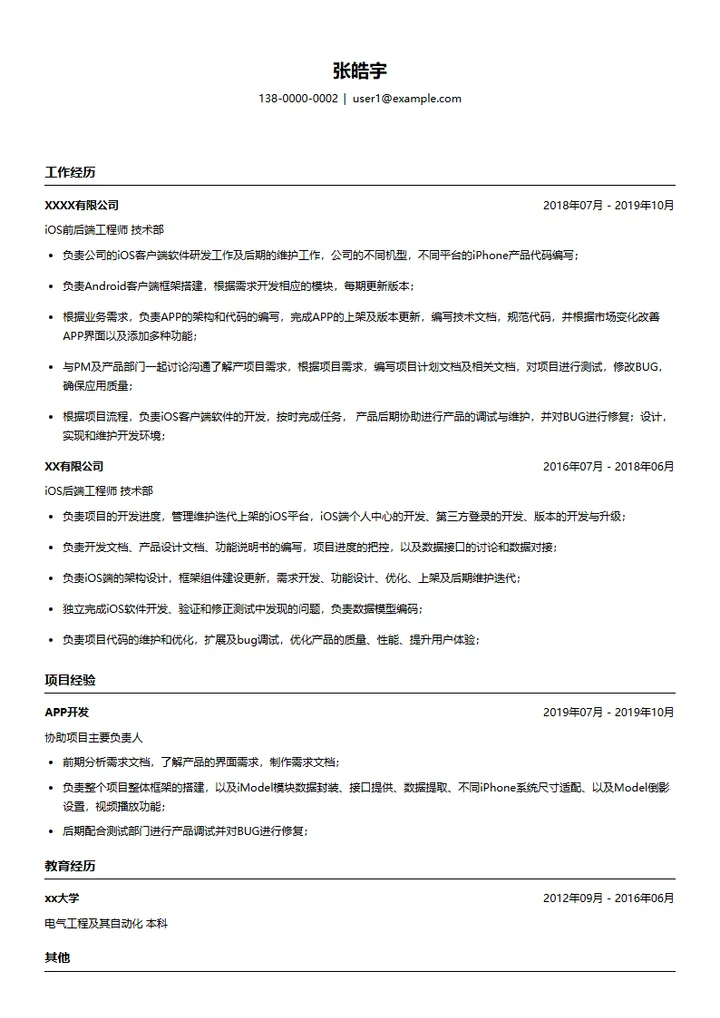 张皓宇
138-0000-0002 | user1@example.com
工作经历
XXXX有限公司 2018年07月 - 2019年10月
iOS前后端工程师 技术部
• 负责公司的iOS客户端软件研发工作及后期的维护工作，公司的不同机型，不同平台的iPhone产品代码编写；
• 负责Android客户端框架搭建，根据需求开发相应的模块，每期更新版本；
• 根据业务需求，负责APP的架构和代码的编写，完成APP的上架及版本更新，编写技术文档，规范代码，并根据市场变化改善
APP界面以及添加多种功能；
• 与PM及产品部门一起讨论沟通了解产项目需求，根据项目需求，编写项目计划文档及相关文档，对项目进行测试，修改BUG，
确保应用质量；
• 根据项目流程，负责iOS客户端软件的开发，按时完成任务， 产品后期协助进行产品的调试与维护，并对BUG进行修复；设计，
实现和维护开发环境；
XX有限公司 2016年07月 - 2018年06月
iOS后端工程师 技术部
• 负责项目的开发进度，管理维护迭代上架的iOS平台，iOS端个人中心的开发、第三方登录的开发、版本的开发与升级；
• 负责开发文档、产品设计文档、功能说明书的编写，项目进度的把控，以及数据接口的讨论和数据对接；
• 负责iOS端的架构设计，框架组件建设更新，需求开发、功能设计、优化、上架及后期维护迭代；
• 独立完成iOS软件开发、验证和修正测试中发现的问题，负责数据模型编码；
• 负责项目代码的维护和优化，扩展及bug调试，优化产品的质量、性能、提升用户体验；
项目经验
APP开发 2019年07月 - 2019年10月
协助项目主要负责人
• 前期分析需求文档，了解产品的界面需求，制作需求文档；
• 负责整个项目整体框架的搭建，以及iModel模块数据封装、接口提供、数据提取、不同iPhone系统尺寸适配、以及Model倒影
设置，视频播放功能；
• 后期配合测试部门进行产品调试并对BUG进行修复；
教育经历
xx大学 2012年09月 - 2016年06月
电气工程及其自动化 本科
其他